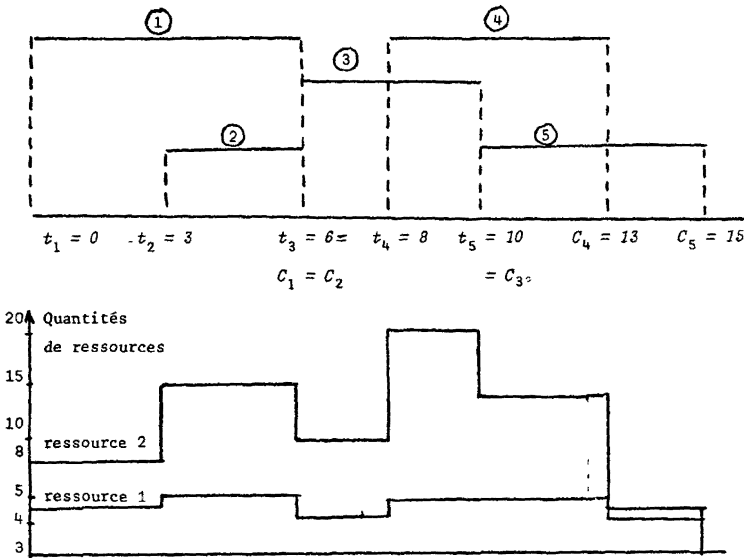 1
4
3
2
5
t₁ = 0 t₂ = 3 t₃ = 6 = t₄ = 8 t₅ = 10 C₄ = 13 C₅ = 15
C₁ = C₂ = C₃
20 Quantités
de ressources
15
10
8 ressource 2
5 ressource 1
4
3